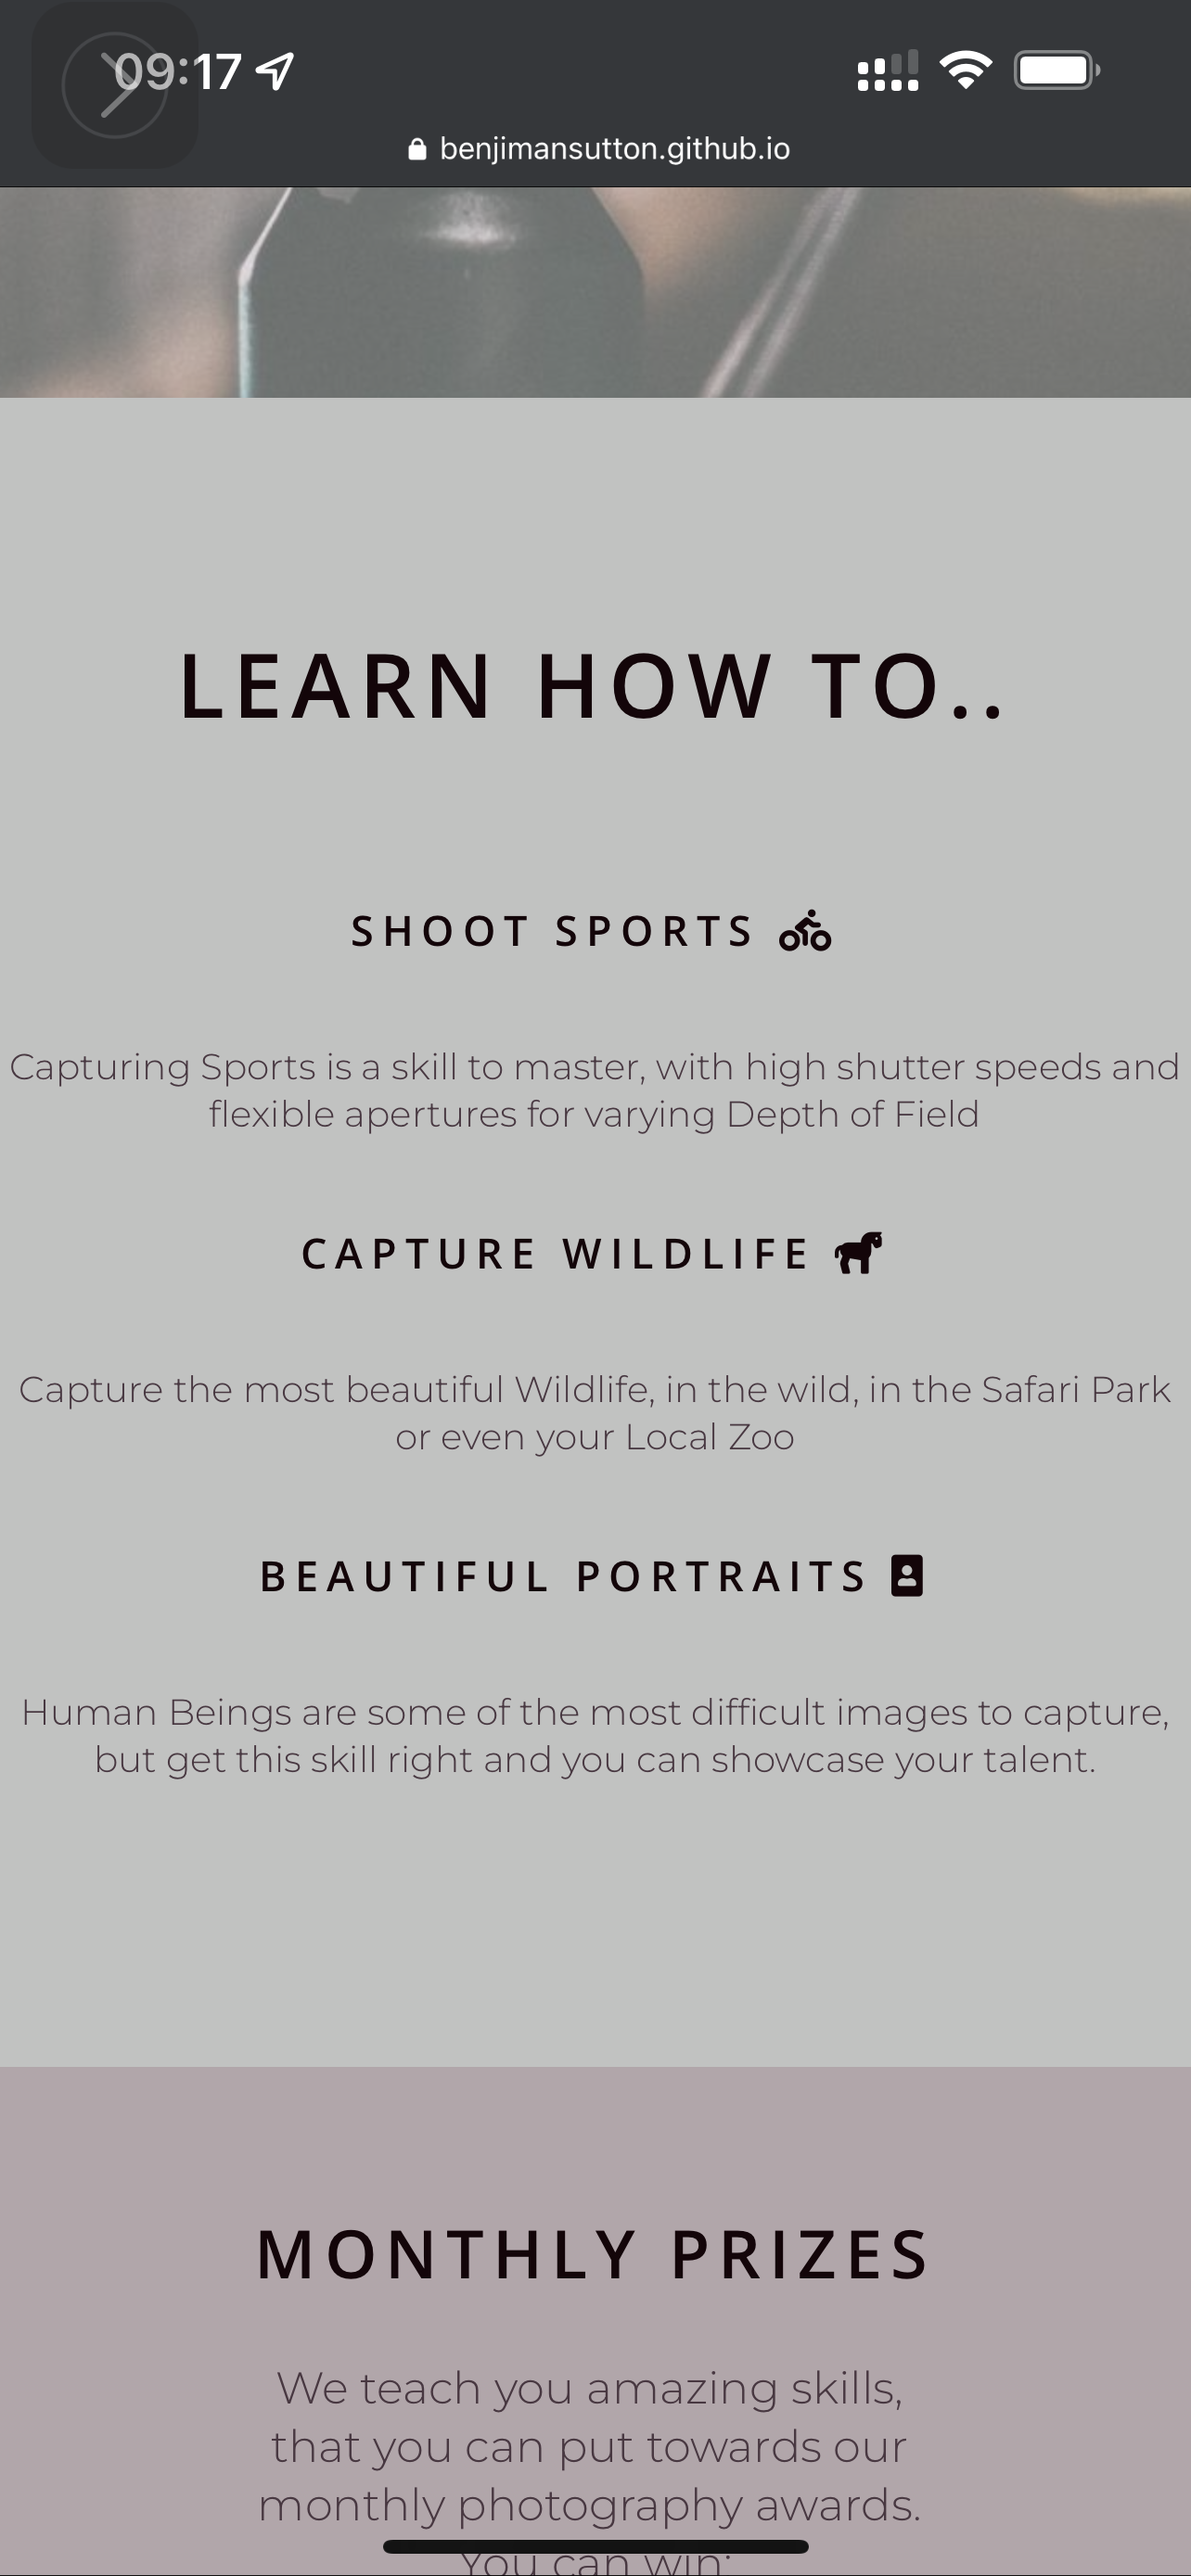 09:17
benjimansutton.github.io
LEARN HOW TO..
SHOOT SPORTS
Capturing Sports is a skill to master, with high shutter speeds and
flexible apertures for varying Depth of Field
CAPTURE WILDLIFE
Capture the most beautiful Wildlife, in the wild, in the Safari Park
or even your Local Zoo
BEAUTIFUL PORTRAITS
Human Beings are some of the most difficult images to capture,
but get this skill right and you can showcase your talent.
MONTHLY PRIZES
We teach you amazing skills,
that you can put towards our
monthly photography awards.
You can win: